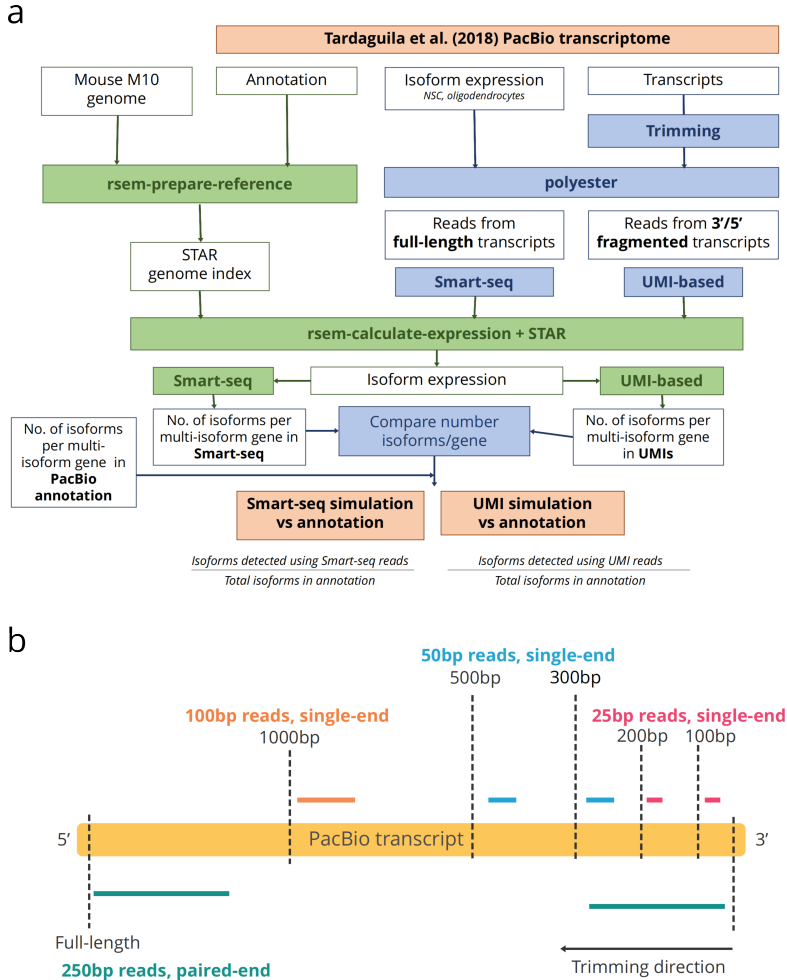 a
Tardaguila et al. (2018) PacBio transcriptome
Mouse M10
genome
Annotation
Isoform expression
NSC, oligodendrocytes
Transcripts
Trimming
rsem-prepare-reference
polyester
Reads from
full-length transcripts
Reads from 3’/5’
fragmented transcripts
STAR
genome index
Smart-seq
UMI-based
rsem-calculate-expression + STAR
Smart-seq
Isoform expression
UMI-based
No. of isoforms
per multi-
isoform gene in
PacBio
annotation
No. of isoforms per
multi-isoform gene in
Smart-seq
Compare number
isoforms/gene
No. of isoforms per
multi-isoform gene
in UMIs
Smart-seq simulation
vs annotation
UMI simulation
vs annotation
Isoforms detected using Smart-seq reads
Total isoforms in annotation
Isoforms detected using UMI reads
Total isoforms in annotation
b
50bp reads, single-end
500bp
300bp
100bp reads, single-end
1000bp
25bp reads, single-end
200bp
100bp
5’
PacBio transcript
3’
Full-length
250bp reads, paired-end
Trimming direction